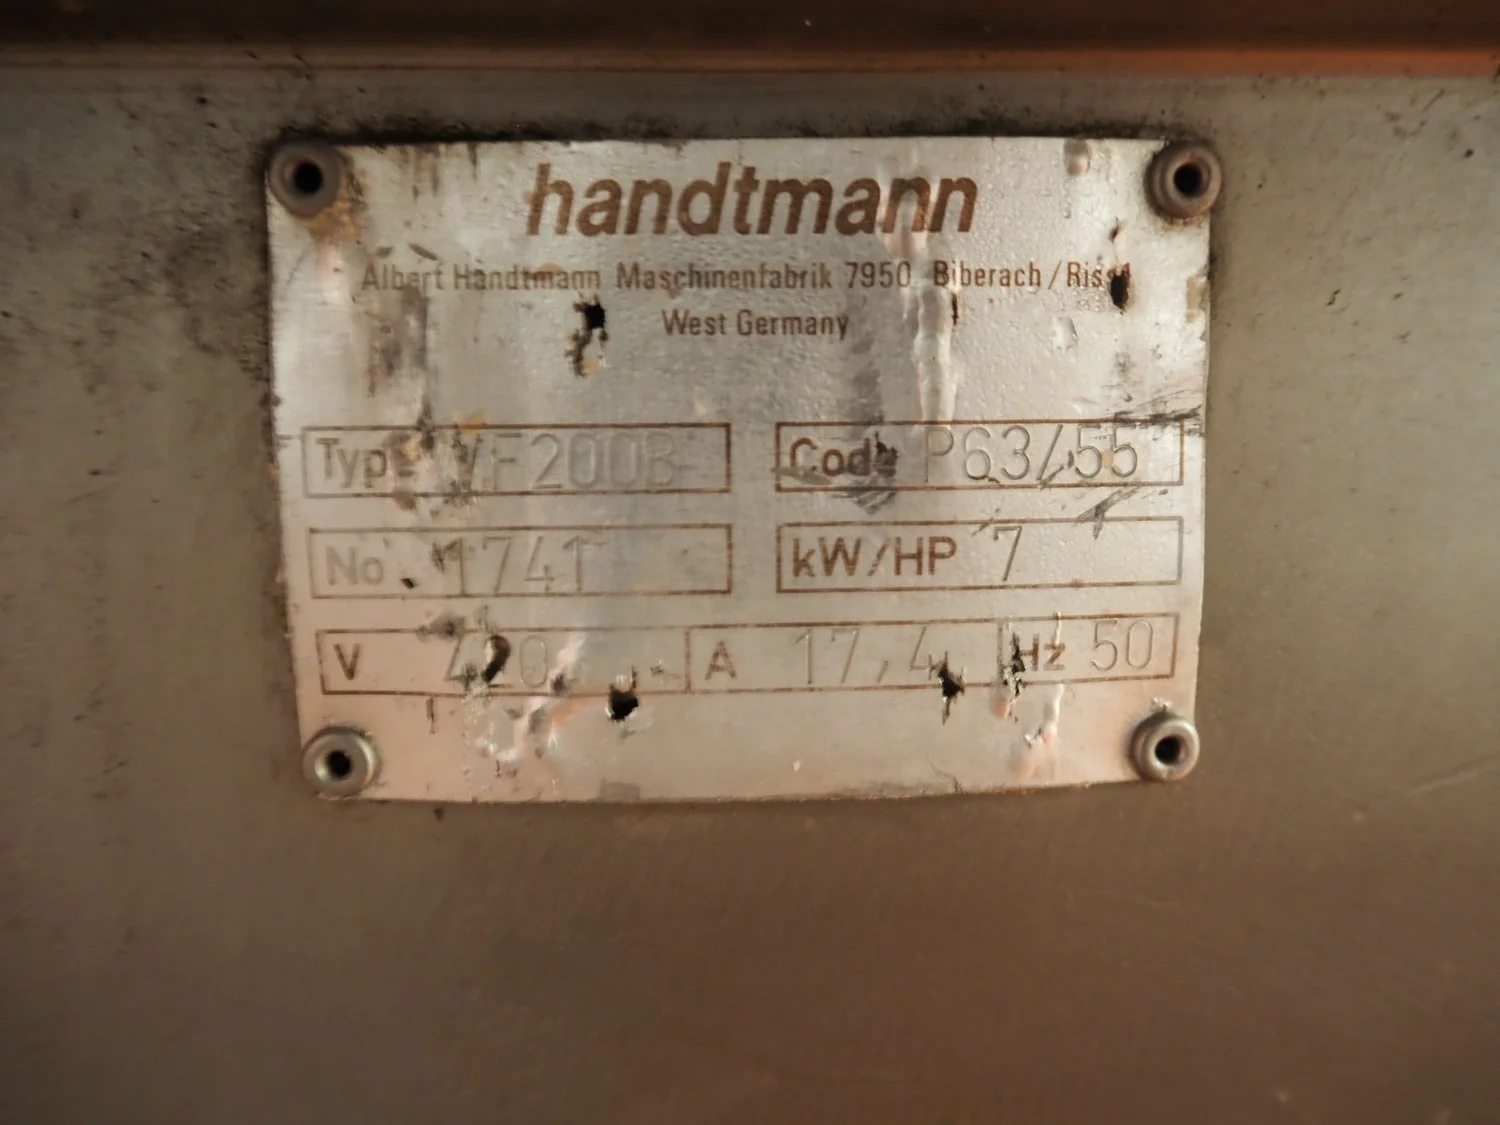 handtmann
Albert Handtmann Maschinenfabrik 7950 Biberach/Riss
West Germany
Type VF200B Code P63/55
No. 1741 kW/HP 7
V 420 A 17,4 Hz 50